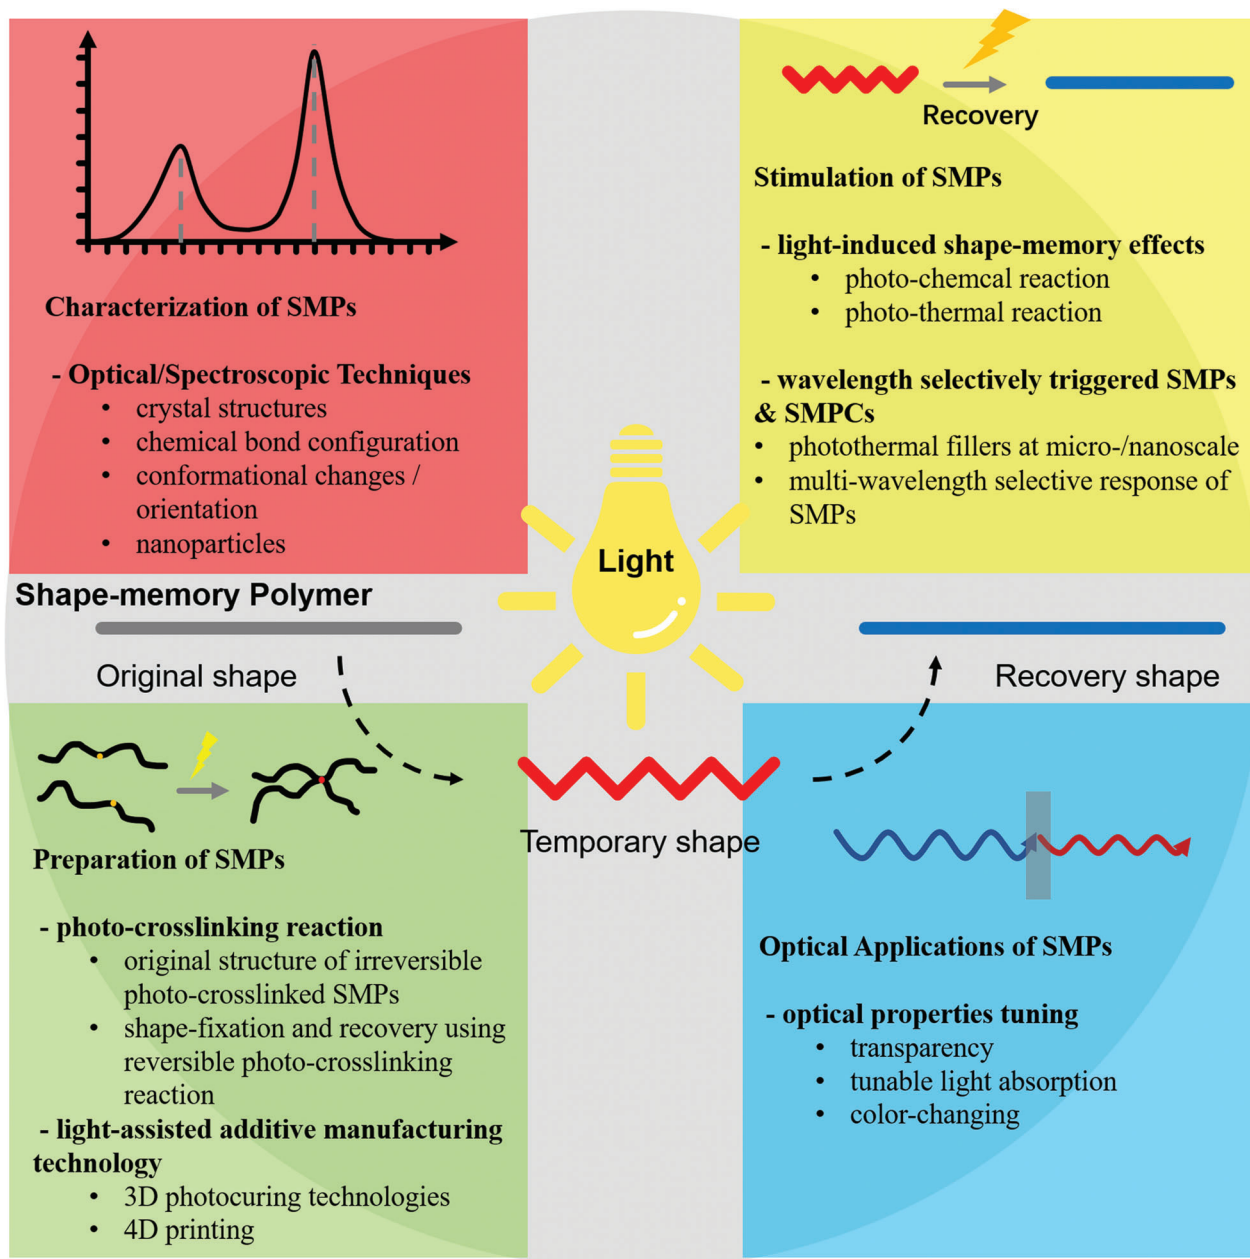 Characterization of SMPs
- Optical/Spectroscopic Techniques
• crystal structures
• chemical bond configuration
• conformational changes /
orientation
• nanoparticles
Recovery
Stimulation of SMPs
- light-induced shape-memory effects
• photo-chemcal reaction
• photo-thermal reaction
- wavelength selectively triggered SMPs
& SMPCs
• photothermal fillers at micro-/nanoscale
• multi-wavelength selective response of
SMPs
Light
Shape-memory Polymer
Original shape
Temporary shape
Recovery shape
Preparation of SMPs
- photo-crosslinking reaction
• original structure of irreversible
photo-crosslinked SMPs
• shape-fixation and recovery using
reversible photo-crosslinking
reaction
- light-assisted additive manufacturing
technology
• 3D photocuring technologies
• 4D printing
Optical Applications of SMPs
- optical properties tuning
• transparency
• tunable light absorption
• color-changing